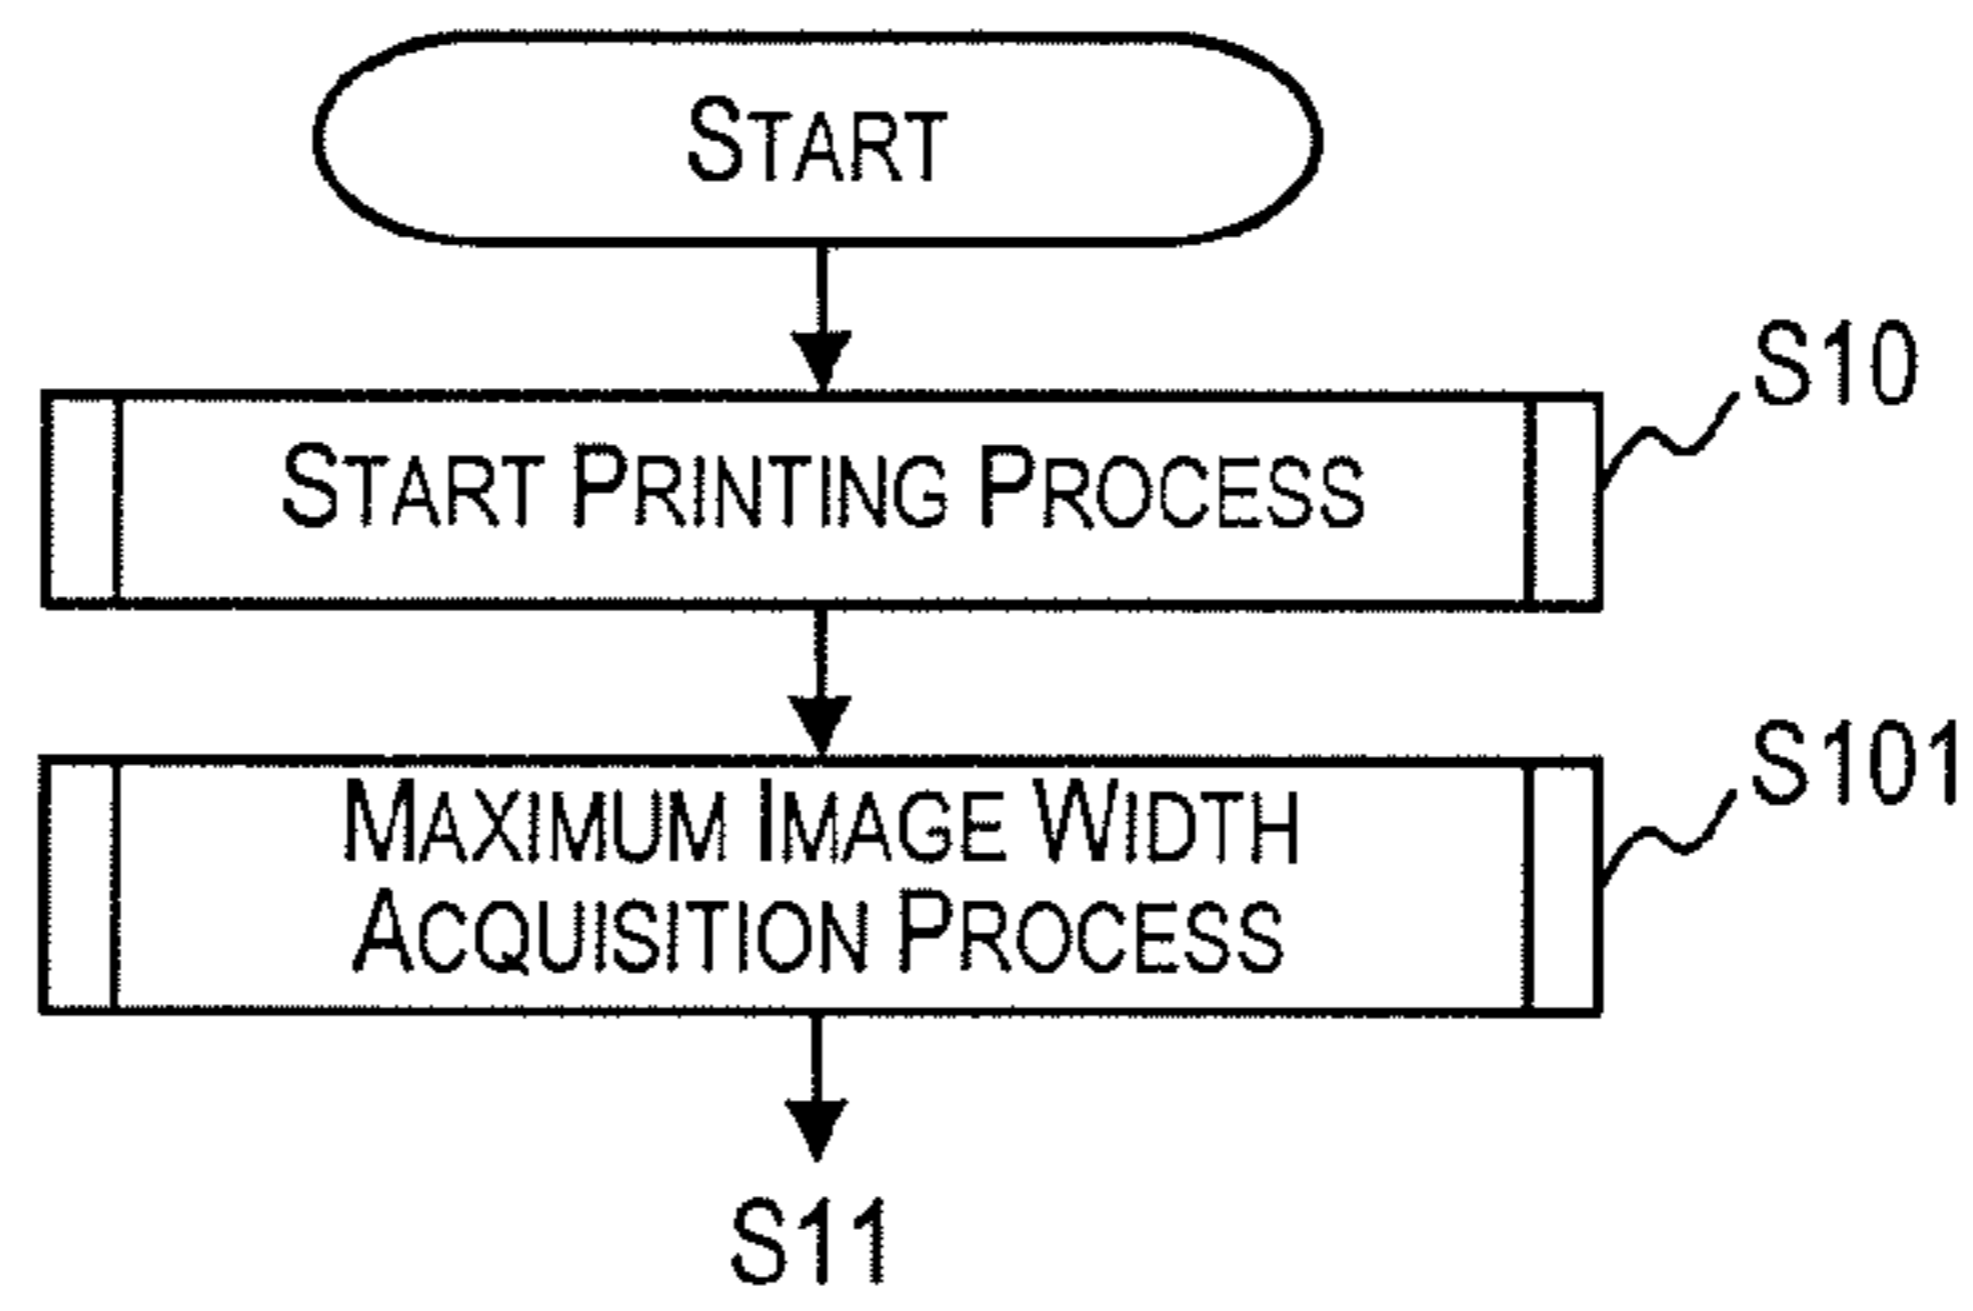 START
S10
START PRINTING PROCESS
S101
MAXIMUM IMAGE WIDTH
ACQUISITION PROCESS
S11